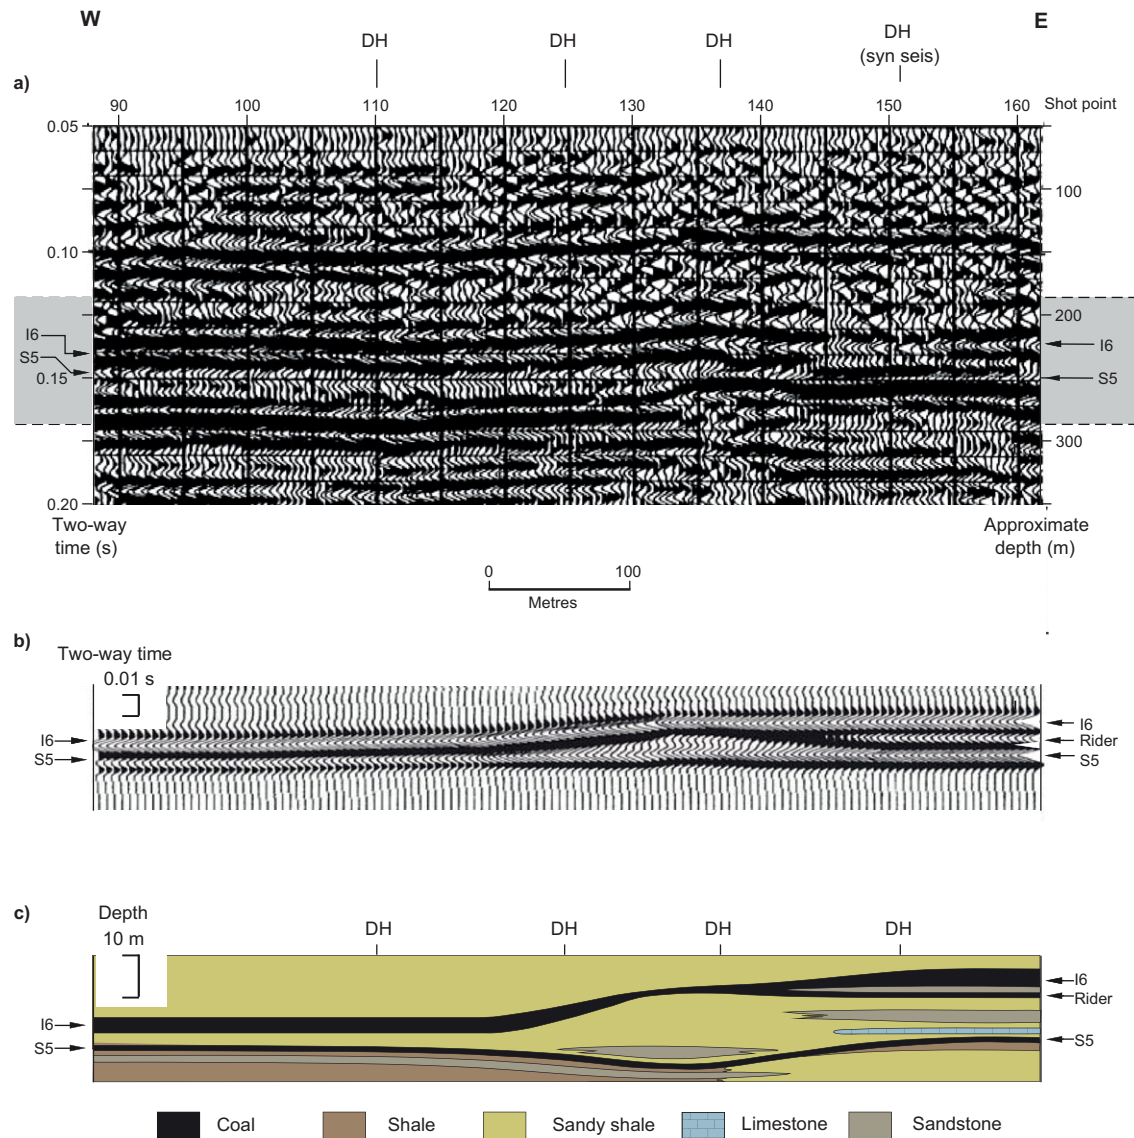 W
E
DH
DH
DH
DH
(syn seis)
a)
90 100 110 120 130 140 150 160 Shot point
0.05
100
0.10
200
I6
I6
S5
S5
0.15
300
0.20
Two-way
time (s)
Approximate
depth (m)
0 100
Metres
b)
Two-way time
0.01 s
I6
I6
Rider
S5
S5
c)
Depth
10 m
DH DH DH DH
I6
Rider
I6
S5
S5
Coal Shale Sandy shale Limestone Sandstone